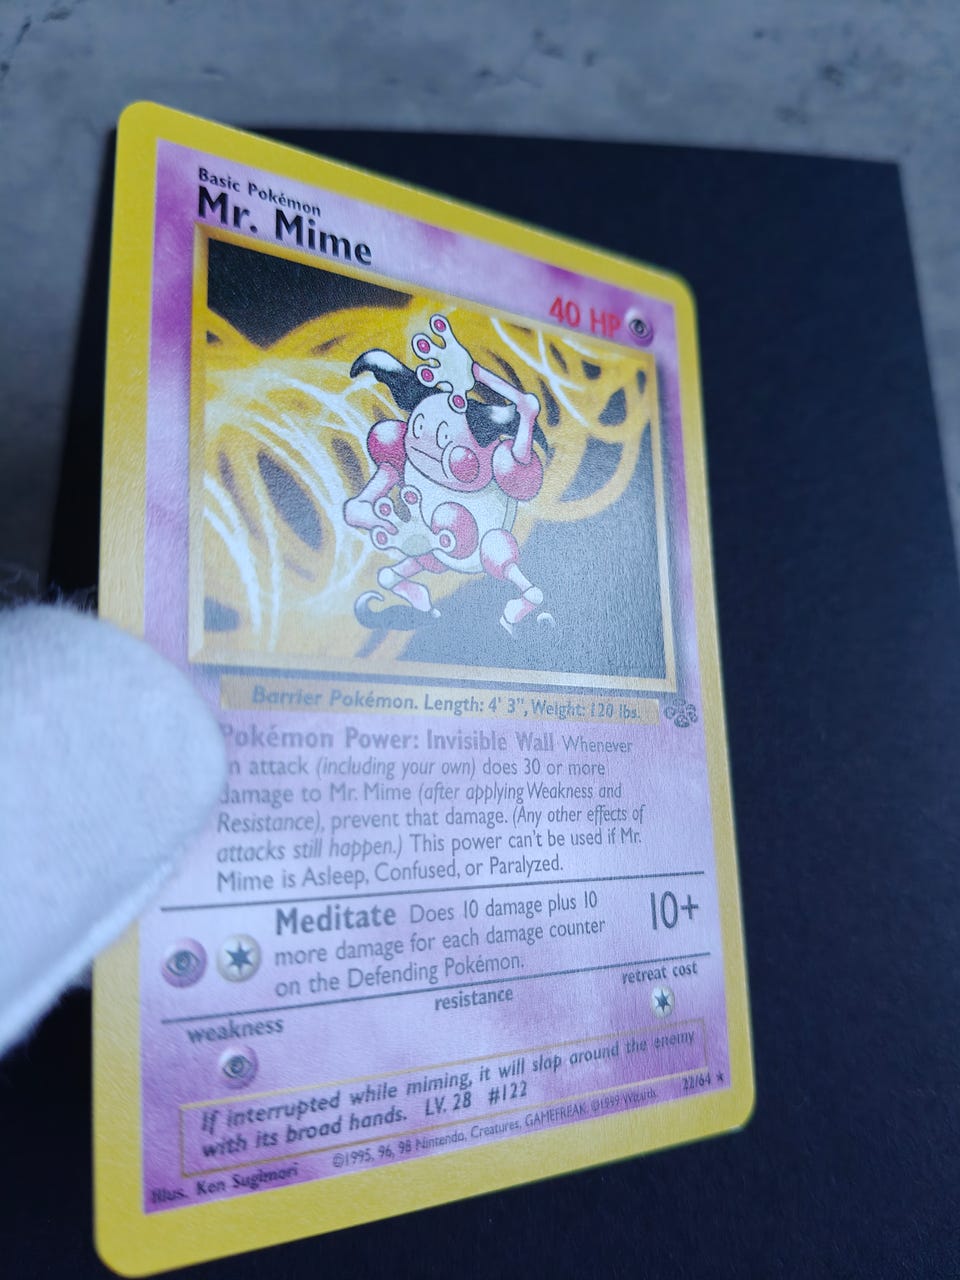 Basic Pokémon
Mr. Mime
40 HP
Barrier Pokémon. Length: 4' 3", Weight: 120 lbs.
Pokémon Power: Invisible Wall Whenever
n attack (including your own) does 30 or more
damage to Mr. Mime (after applying Weakness and
Resistance), prevent that damage. (Any other effects of
attacks still happen.) This power can't be used if Mr.
Mime is Asleep, Confused, or Paralyzed.
Meditate Does 10 damage plus 10
more damage for each damage counter
on the Defending Pokémon.
10+
weakness
resistance
retreat cost
If interrupted while miming, it will slap around the enemy
with its broad hands. LV. 28 #122
Illus. Ken Sugimori
©1995, 96, 98 Nintendo, Creatures, GAMEFREAK. ©1999 Wizards.
22/64 ★